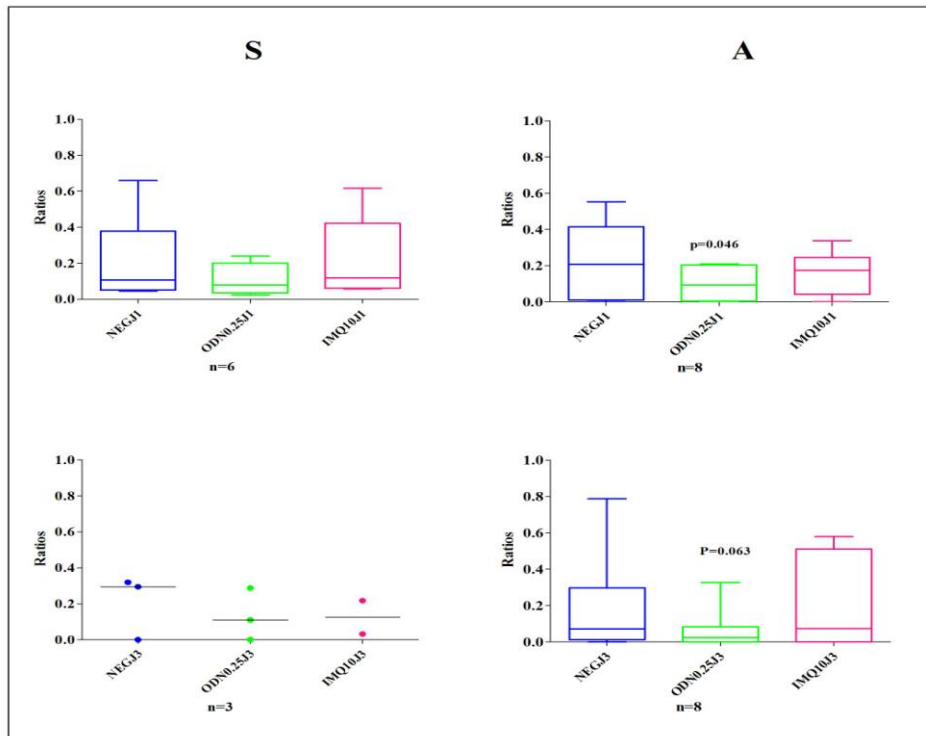 S
A
Ratios
1.0
0.8
0.6
0.4
0.2
0.0
NEGJ1
ODN0.25J1
IMQ10J1
n=6
Ratios
1.0
0.8
0.6
0.4
0.2
0.0
p=0.046
NEGJ1
ODN0.25J1
IMQ10J1
n=8
Ratios
1.0
0.8
0.6
0.4
0.2
0.0
NEGJ3
ODN0.25J3
IMQ10J3
n=3
Ratios
1.0
0.8
0.6
0.4
0.2
0.0
P=0.063
NEGJ3
ODN0.25J3
IMQ10J3
n=8